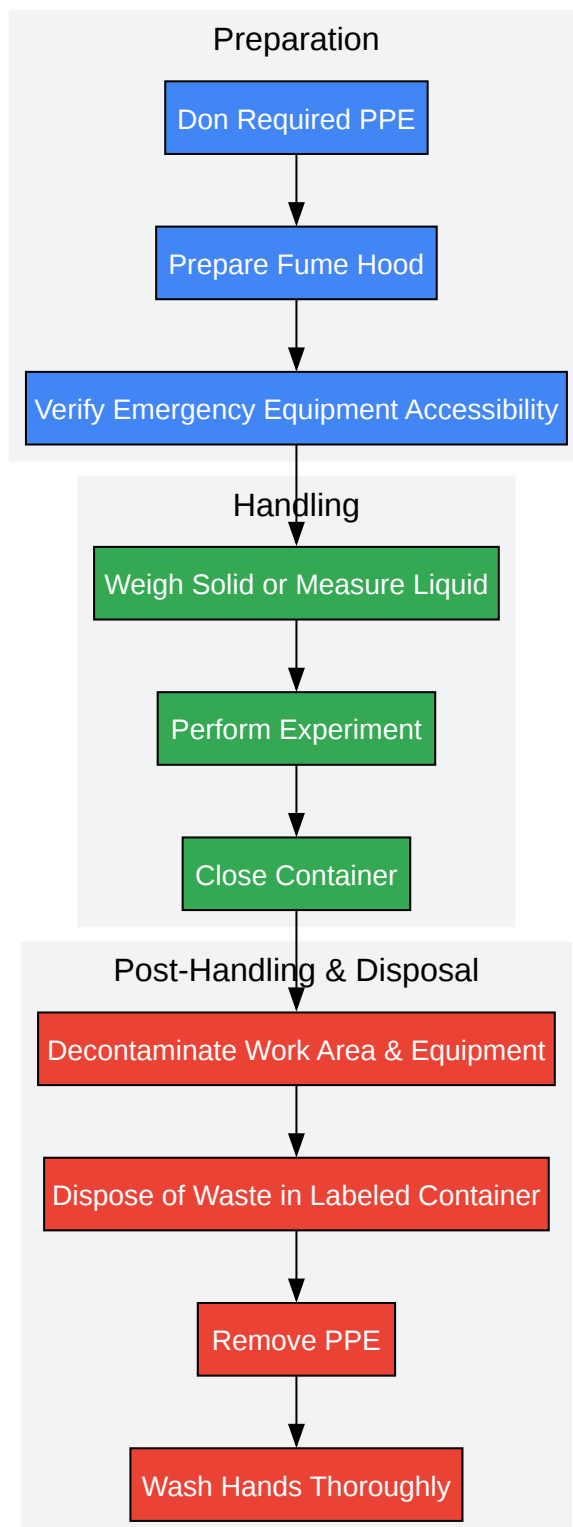 Preparation
Don Required PPE
Prepare Fume Hood
Verify Emergency Equipment Accessibility
Handling
Weigh Solid or Measure Liquid
Perform Experiment
Close Container
Post-Handling & Disposal
Decontaminate Work Area & Equipment
Dispose of Waste in Labeled Container
Remove PPE
Wash Hands Thoroughly